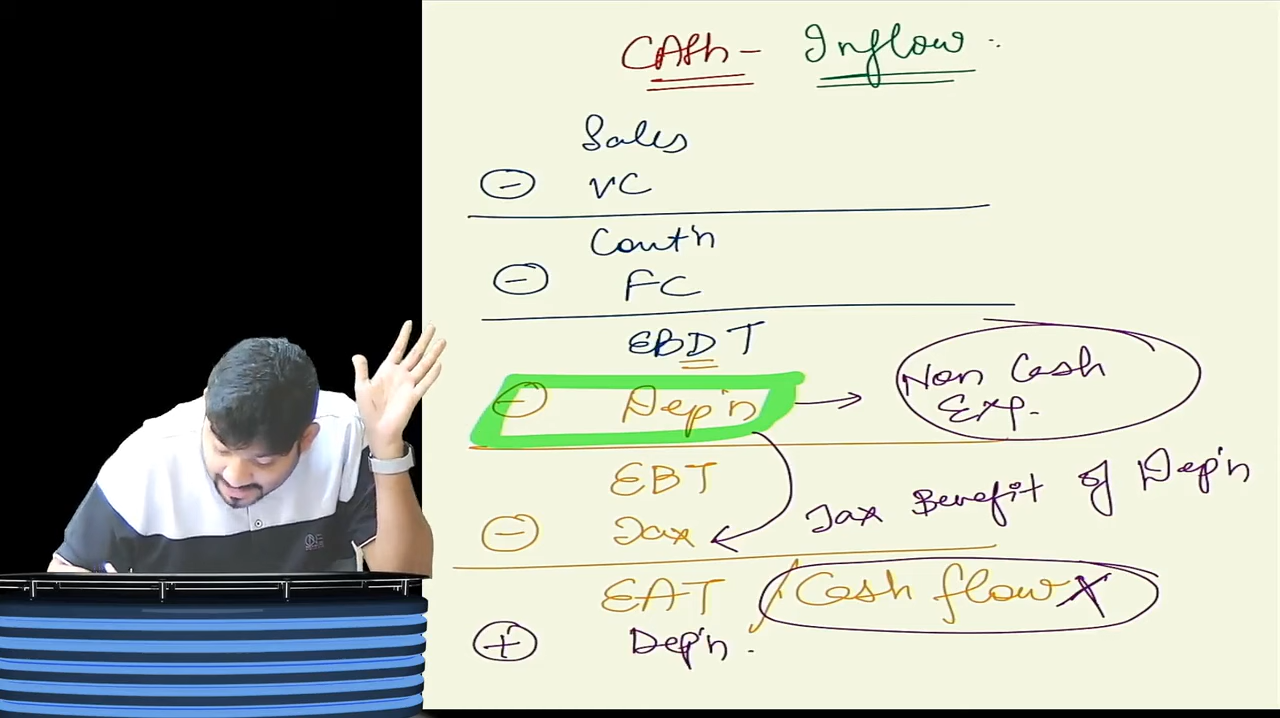 CAsh - Inflow
Sales
(-) VC
Cont'n
(-) FC
EBDT
(-) Dep'n → Non Cash Exp.
EBT
(-) Tax Tax Benefit of Dep'n
EAT / Cash flow X
(+) Dep'n.